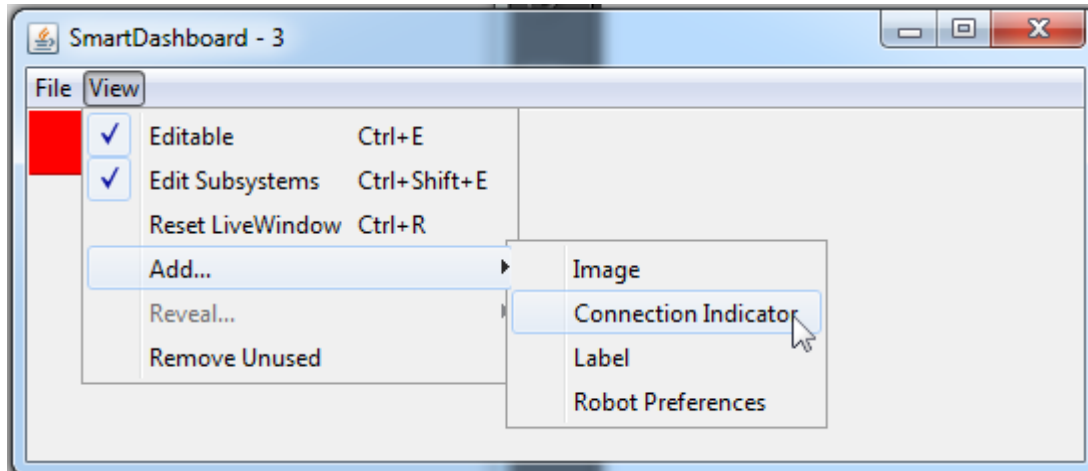 SmartDashboard - 3
File View
Editable Ctrl+E
Edit Subsystems Ctrl+Shift+E
Reset LiveWindow Ctrl+R
Add...
Reveal...
Remove Unused
Image
Connection Indicator
Label
Robot Preferences